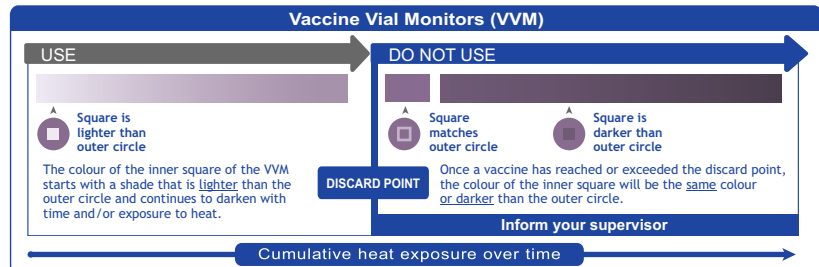 Vaccine Vial Monitors (VVM)
USE
Square is
lighter than
outer circle
The colour of the inner square of the VVM
starts with a shade that is lighter than the
outer circle and continues to darken with
time and/or exposure to heat.
DISCARD POINT
DO NOT USE
Square
matches
outer circle
Square is
darker than
outer circle
Once a vaccine has reached or exceeded the discard point,
the colour of the inner square will be the same colour
or darker than the outer circle.
Inform your supervisor
Cumulative heat exposure over time